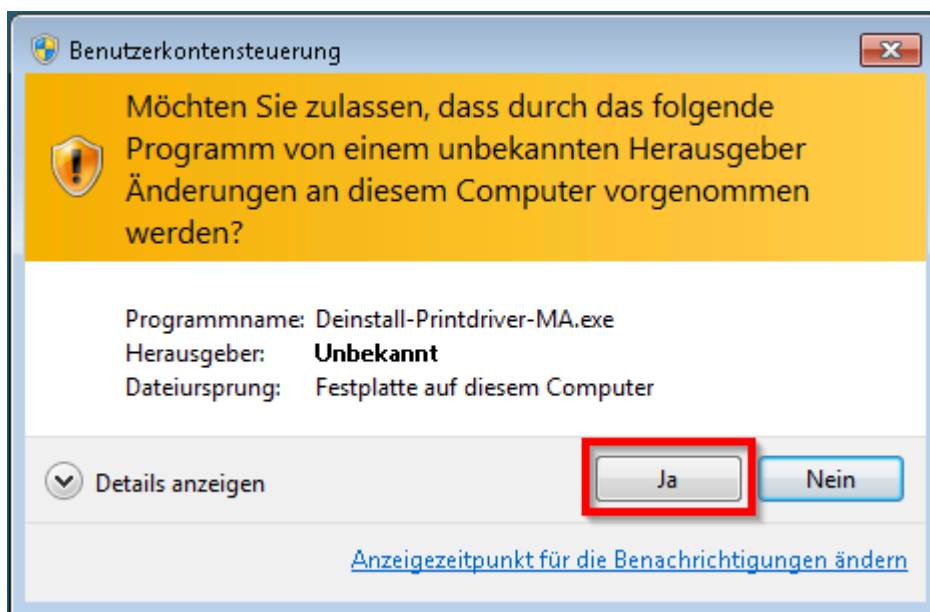 Benutzerkontensteuerung
Möchten Sie zulassen, dass durch das folgende
Programm von einem unbekannten Herausgeber
Änderungen an diesem Computer vorgenommen
werden?
Programmname: Deinstall-Printdriver-MA.exe
Herausgeber: Unbekannt
Dateiursprung: Festplatte auf diesem Computer
Details anzeigen Ja Nein
Anzeigezeitpunkt für die Benachrichtigungen ändern